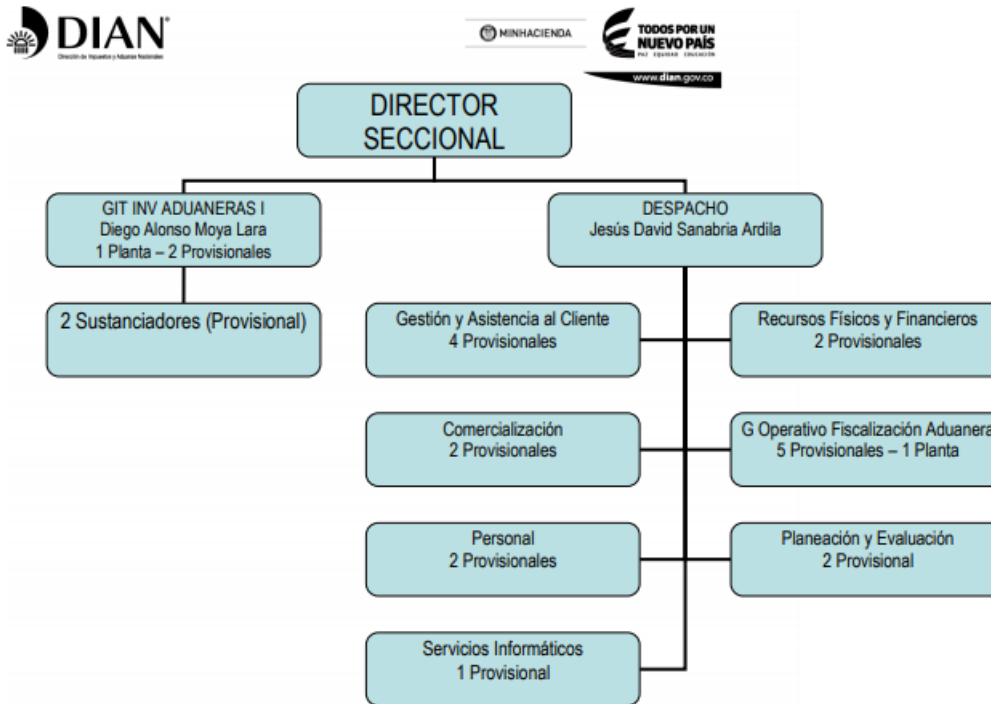 DIAN
Dirección de Impuestos y Aduanas Nacionales
MINHACIENDA
TODOS POR UN
NUEVO PAÍS
PAZ EQUIDAD EDUCACIÓN
www.dian.gov.co
DIRECTOR
SECCIONAL
GIT INV ADUANERAS I
Diego Alonso Moya Lara
1 Planta – 2 Provisionales
DESPACHO
Jesús David Sanabria Ardila
2 Sustanciadores (Provisional)
Gestión y Asistencia al Cliente
4 Provisionales
Recursos Físicos y Financieros
2 Provisionales
Comercialización
2 Provisionales
G Operativo Fiscalización Aduanera
5 Provisionales – 1 Planta
Personal
2 Provisionales
Planeación y Evaluación
2 Provisional
Servicios Informáticos
1 Provisional